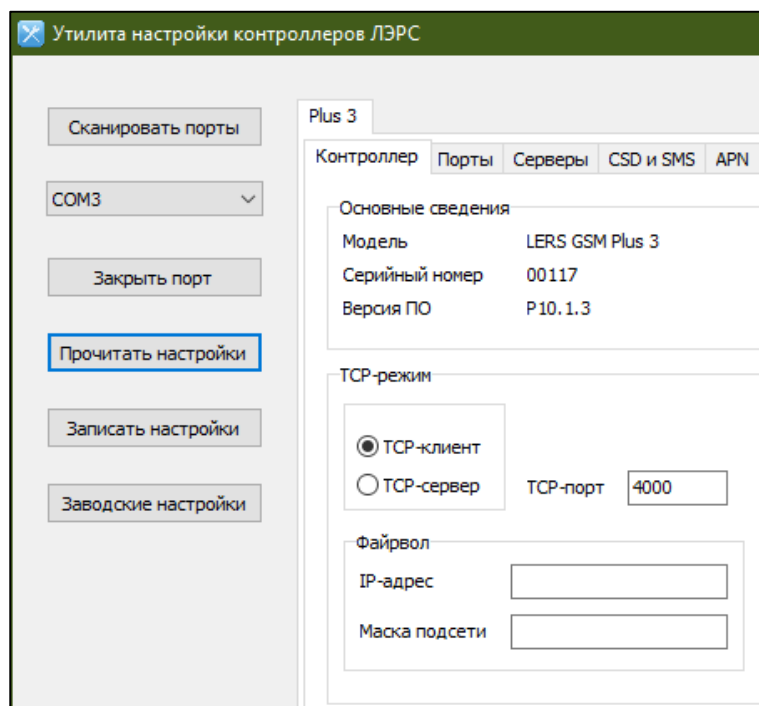 Утилита настройки контроллеров ЛЭРС
Сканировать порты
COM3
Закрыть порт
Прочитать настройки
Записать настройки
Заводские настройки
Plus 3
Контроллер Порты Серверы CSD и SMS APN
Основные сведения
Модель LERS GSM Plus 3
Серийный номер 00117
Версия ПО P10.1.3
TCP-режим
TCP-клиент
TCP-сервер TCP-порт 4000
Файрвол
IP-адрес
Маска подсети